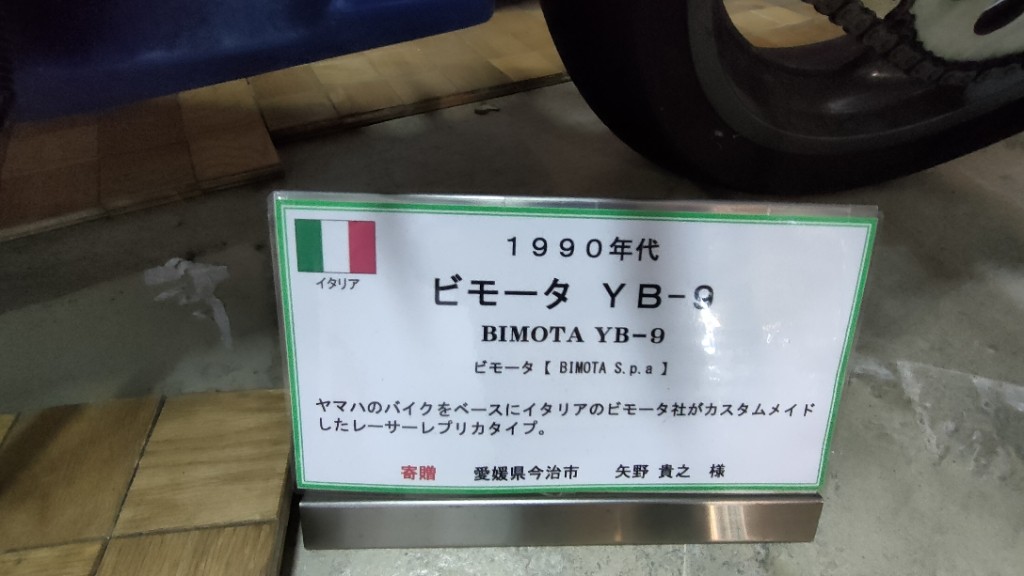 イタリア
１９９０年代
ビモータ ＹＢ−９
BIMOTA YB−9
ビモータ【 BIMOTA S.p.a 】
ヤマハのバイクをベースにイタリアのビモータ社がカスタムメイド
したレーサーレプリカタイプ。
寄贈 愛媛県今治市 矢野 貴之 様